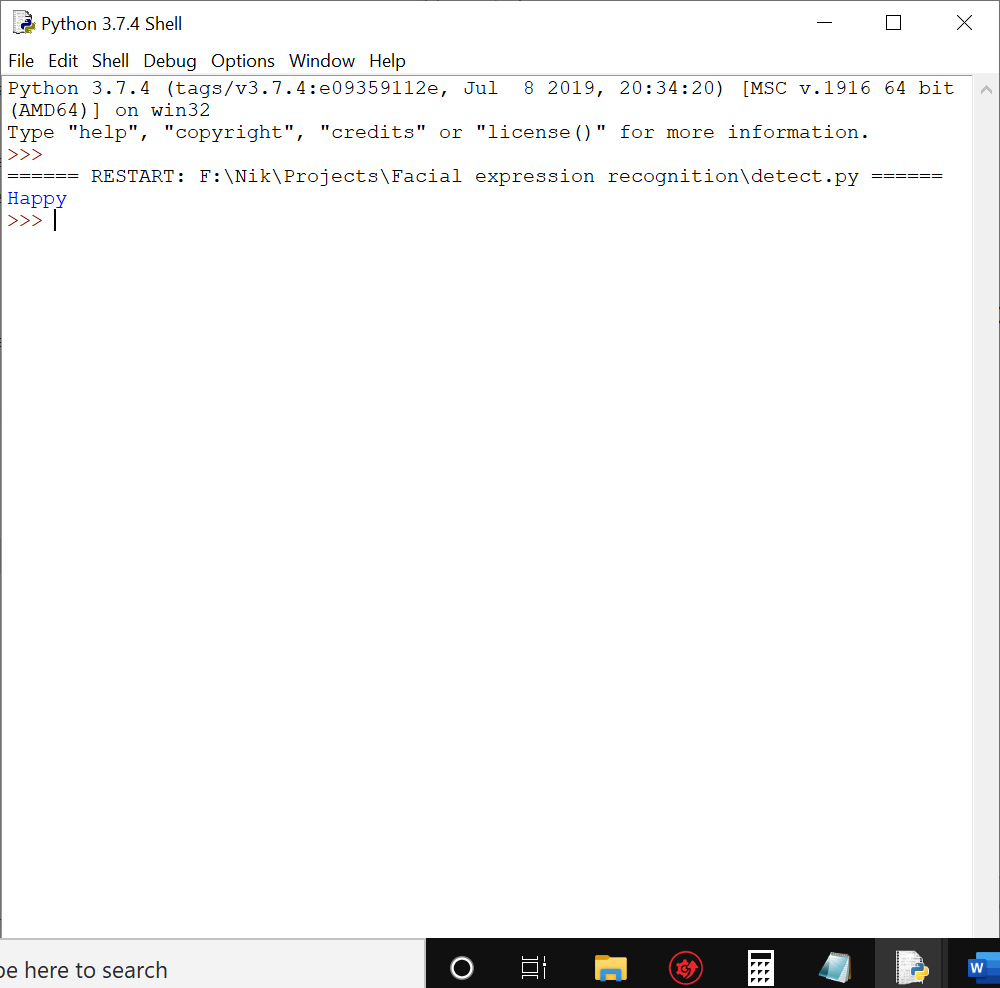 Python 3.7.4 Shell
File Edit Shell Debug Options Window Help
Python 3.7.4 (tags/v3.7.4:e09359112e, Jul  8 2019, 20:34:20) [MSC v.1916 64 bit
(AMD64)] on win32
Type "help", "copyright", "credits" or "license()" for more information.
>>>
====== RESTART: F:\Nik\Projects\Facial expression recognition\detect.py ======
Happy
>>>
pe here to search
W